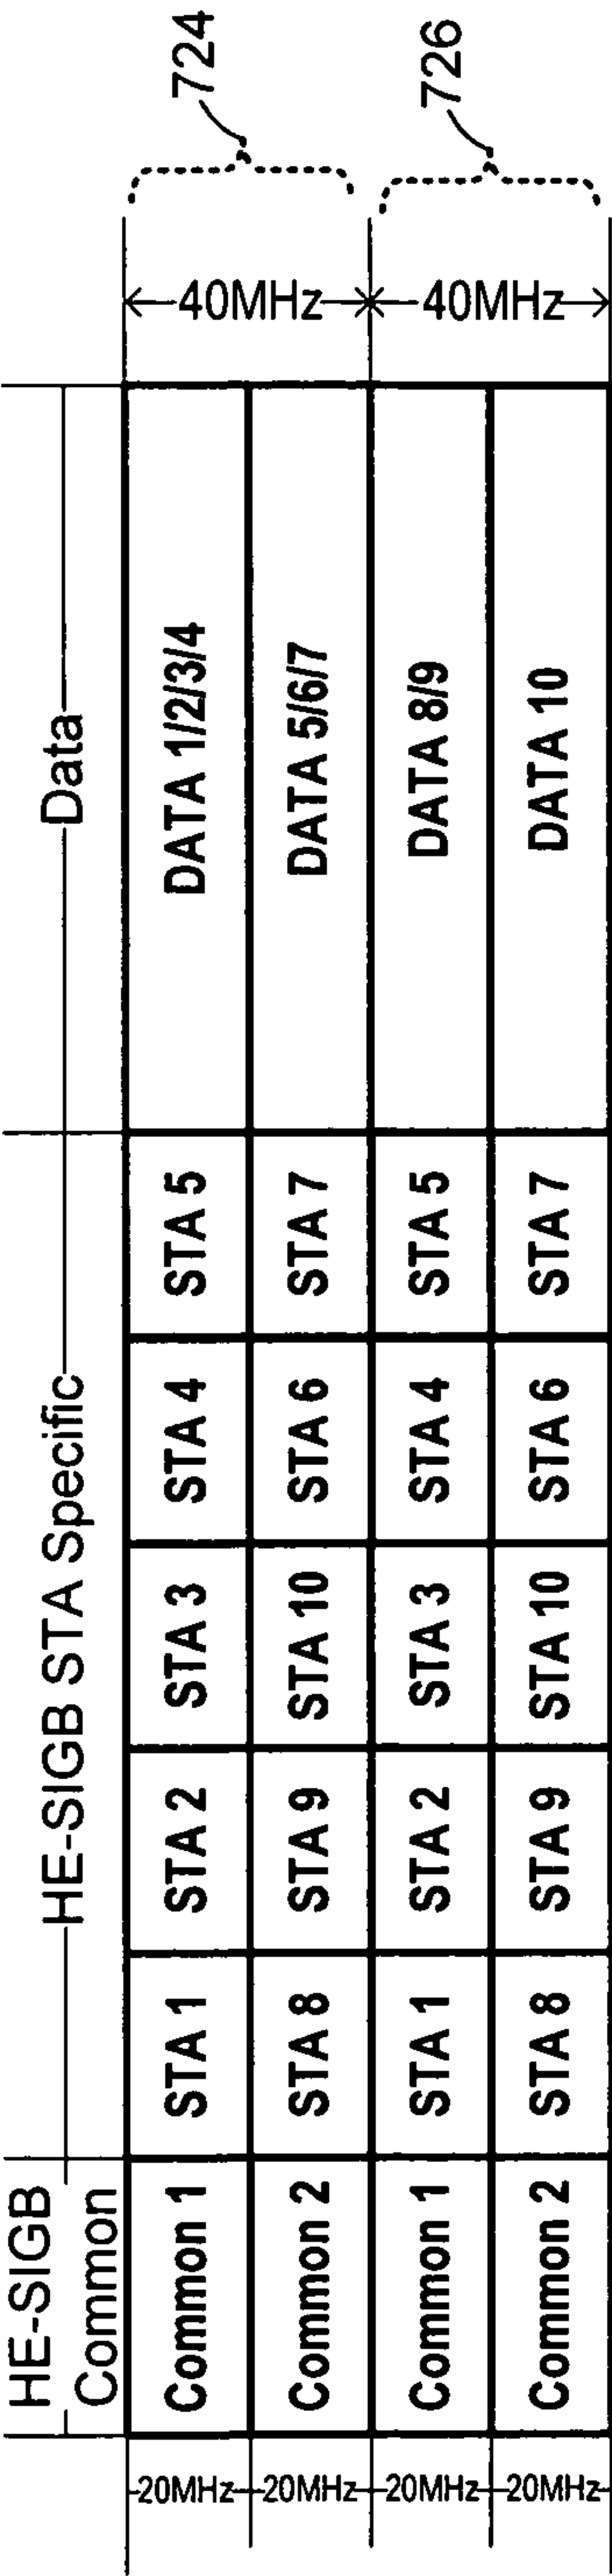 HE-SIGB
Common
HE-SIGB STA Specific
Data
20MHz
Common 1
STA 1
STA 2
STA 3
STA 4
STA 5
DATA 1/2/3/4
40MHz
724
20MHz
Common 2
STA 8
STA 9
STA 10
STA 6
STA 7
DATA 5/6/7
20MHz
Common 1
STA 1
STA 2
STA 3
STA 4
STA 5
DATA 8/9
40MHz
726
20MHz
Common 2
STA 8
STA 9
STA 10
STA 6
STA 7
DATA 10